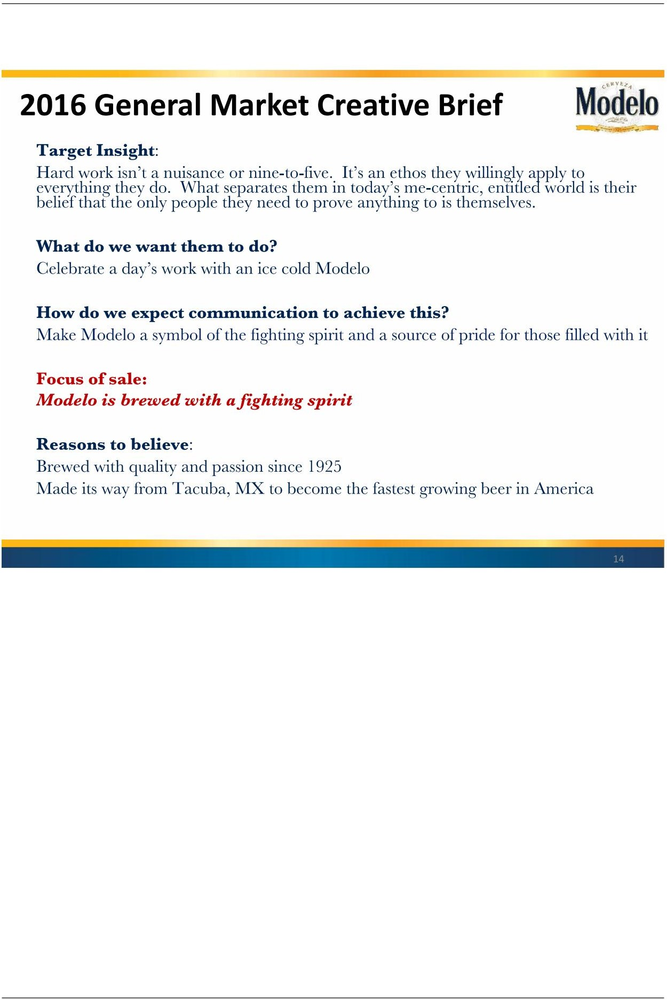 2016 General Market Creative Brief
CERVEZA
Modelo
Target Insight:
Hard work isn’t a nuisance or nine-to-five.  It’s an ethos they willingly apply to
everything they do.  What separates them in today’s me-centric, entitled world is their
belief that the only people they need to prove anything to is themselves.
What do we want them to do?
Celebrate a day’s work with an ice cold Modelo
How do we expect communication to achieve this?
Make Modelo a symbol of the fighting spirit and a source of pride for those filled with it
Focus of sale:
Modelo is brewed with a fighting spirit
Reasons to believe:
Brewed with quality and passion since 1925
Made its way from Tacuba, MX to become the fastest growing beer in America
14